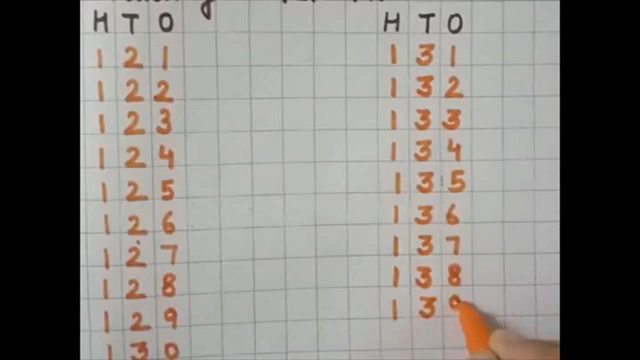 H T O
1 2 1
1 2 2
1 2 3
1 2 4
1 2 5
1 2 6
1 2 7
1 2 8
1 2 9
1 3 0
H T O
1 3 1
1 3 2
1 3 3
1 3 4
1 3 5
1 3 6
1 3 7
1 3 8
1 3 9